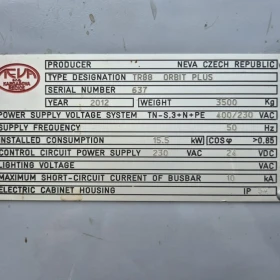 NEVA
PRODUCER NEVA CZECH REPUBLIC
TYPE DESIGNATION TR88 ORBIT PLUS
SERIAL NUMBER 637
YEAR 2012 WEIGHT 3500 Kg
POWER SUPPLY VOLTAGE SYSTEM TN-S,3+N+PE 400/230 VAC
SUPPLY FREQUENCY 50 Hz
INSTALLED CONSUMPTION 15.5 kW COSφ >0.85
CONTROL CIRCUIT POWER SUPPLY 230 VAC 24 VDC
LIGHTING VOLTAGE VAC
MAXIMUM SHORT-CIRCUIT CURRENT OF BUSBAR 10 kA
ELECTRIC CABINET HOUSING IP